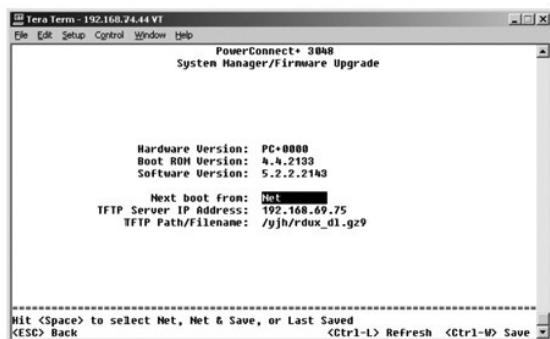 Tera Term - 192.168.74.44 VT
File Edit Setup Control Window Help
PowerConnect+ 3048
System Manager/Firmware Upgrade
Hardware Version: PC+0000
Boot ROM Version: 4.4.2133
Software Version: 5.2.2.2143
Next boot from: Net
TFTP Server IP Address: 192.168.69.75
TFTP Path/Filename: /yjh/rdux_dl.gz9
Hit <Space> to select Net, Net & Save, or Last Saved
<ESC> Back <Ctrl-L> Refresh <Ctrl-W> Save